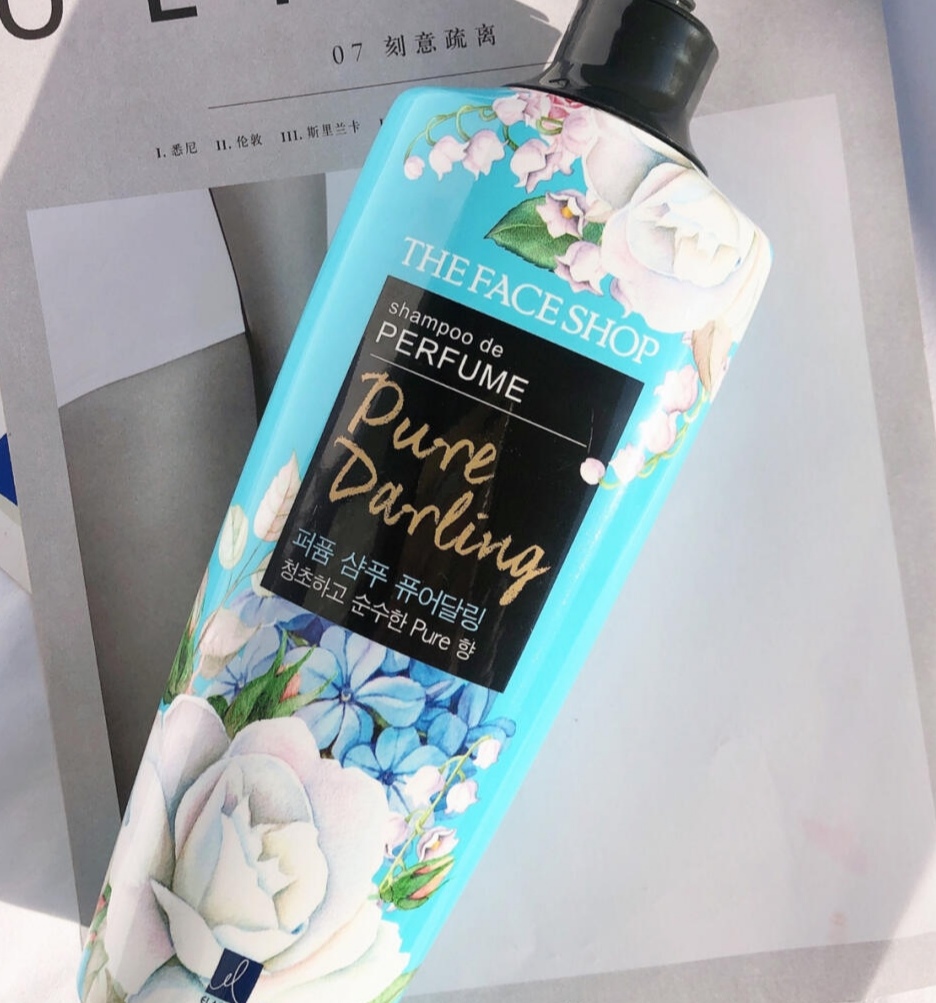 07 刻意疏离
I. 悉尼 II. 伦敦 III. 斯里兰卡
THE FACE SHOP
shampoo de
PERFUME
Pure
Darling
퍼퓸 샴푸 퓨어달링
청초하고 순수한 Pure 향